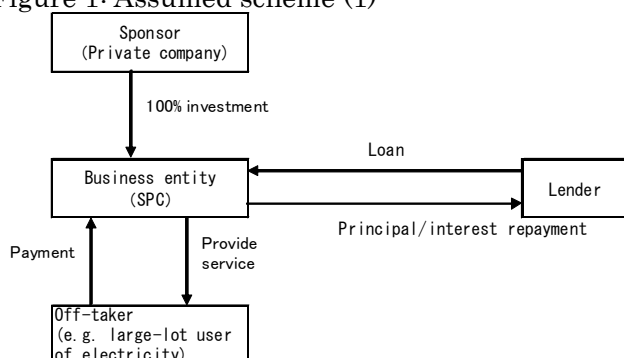 Figure 1: Assumed scheme (1)
Sponsor
(Private company)
100% investment
Loan
Business entity
(SPC)
Lender
Principal/interest repayment
Payment
Provide
service
Off-taker
(e.g. large-lot user
of electricity)